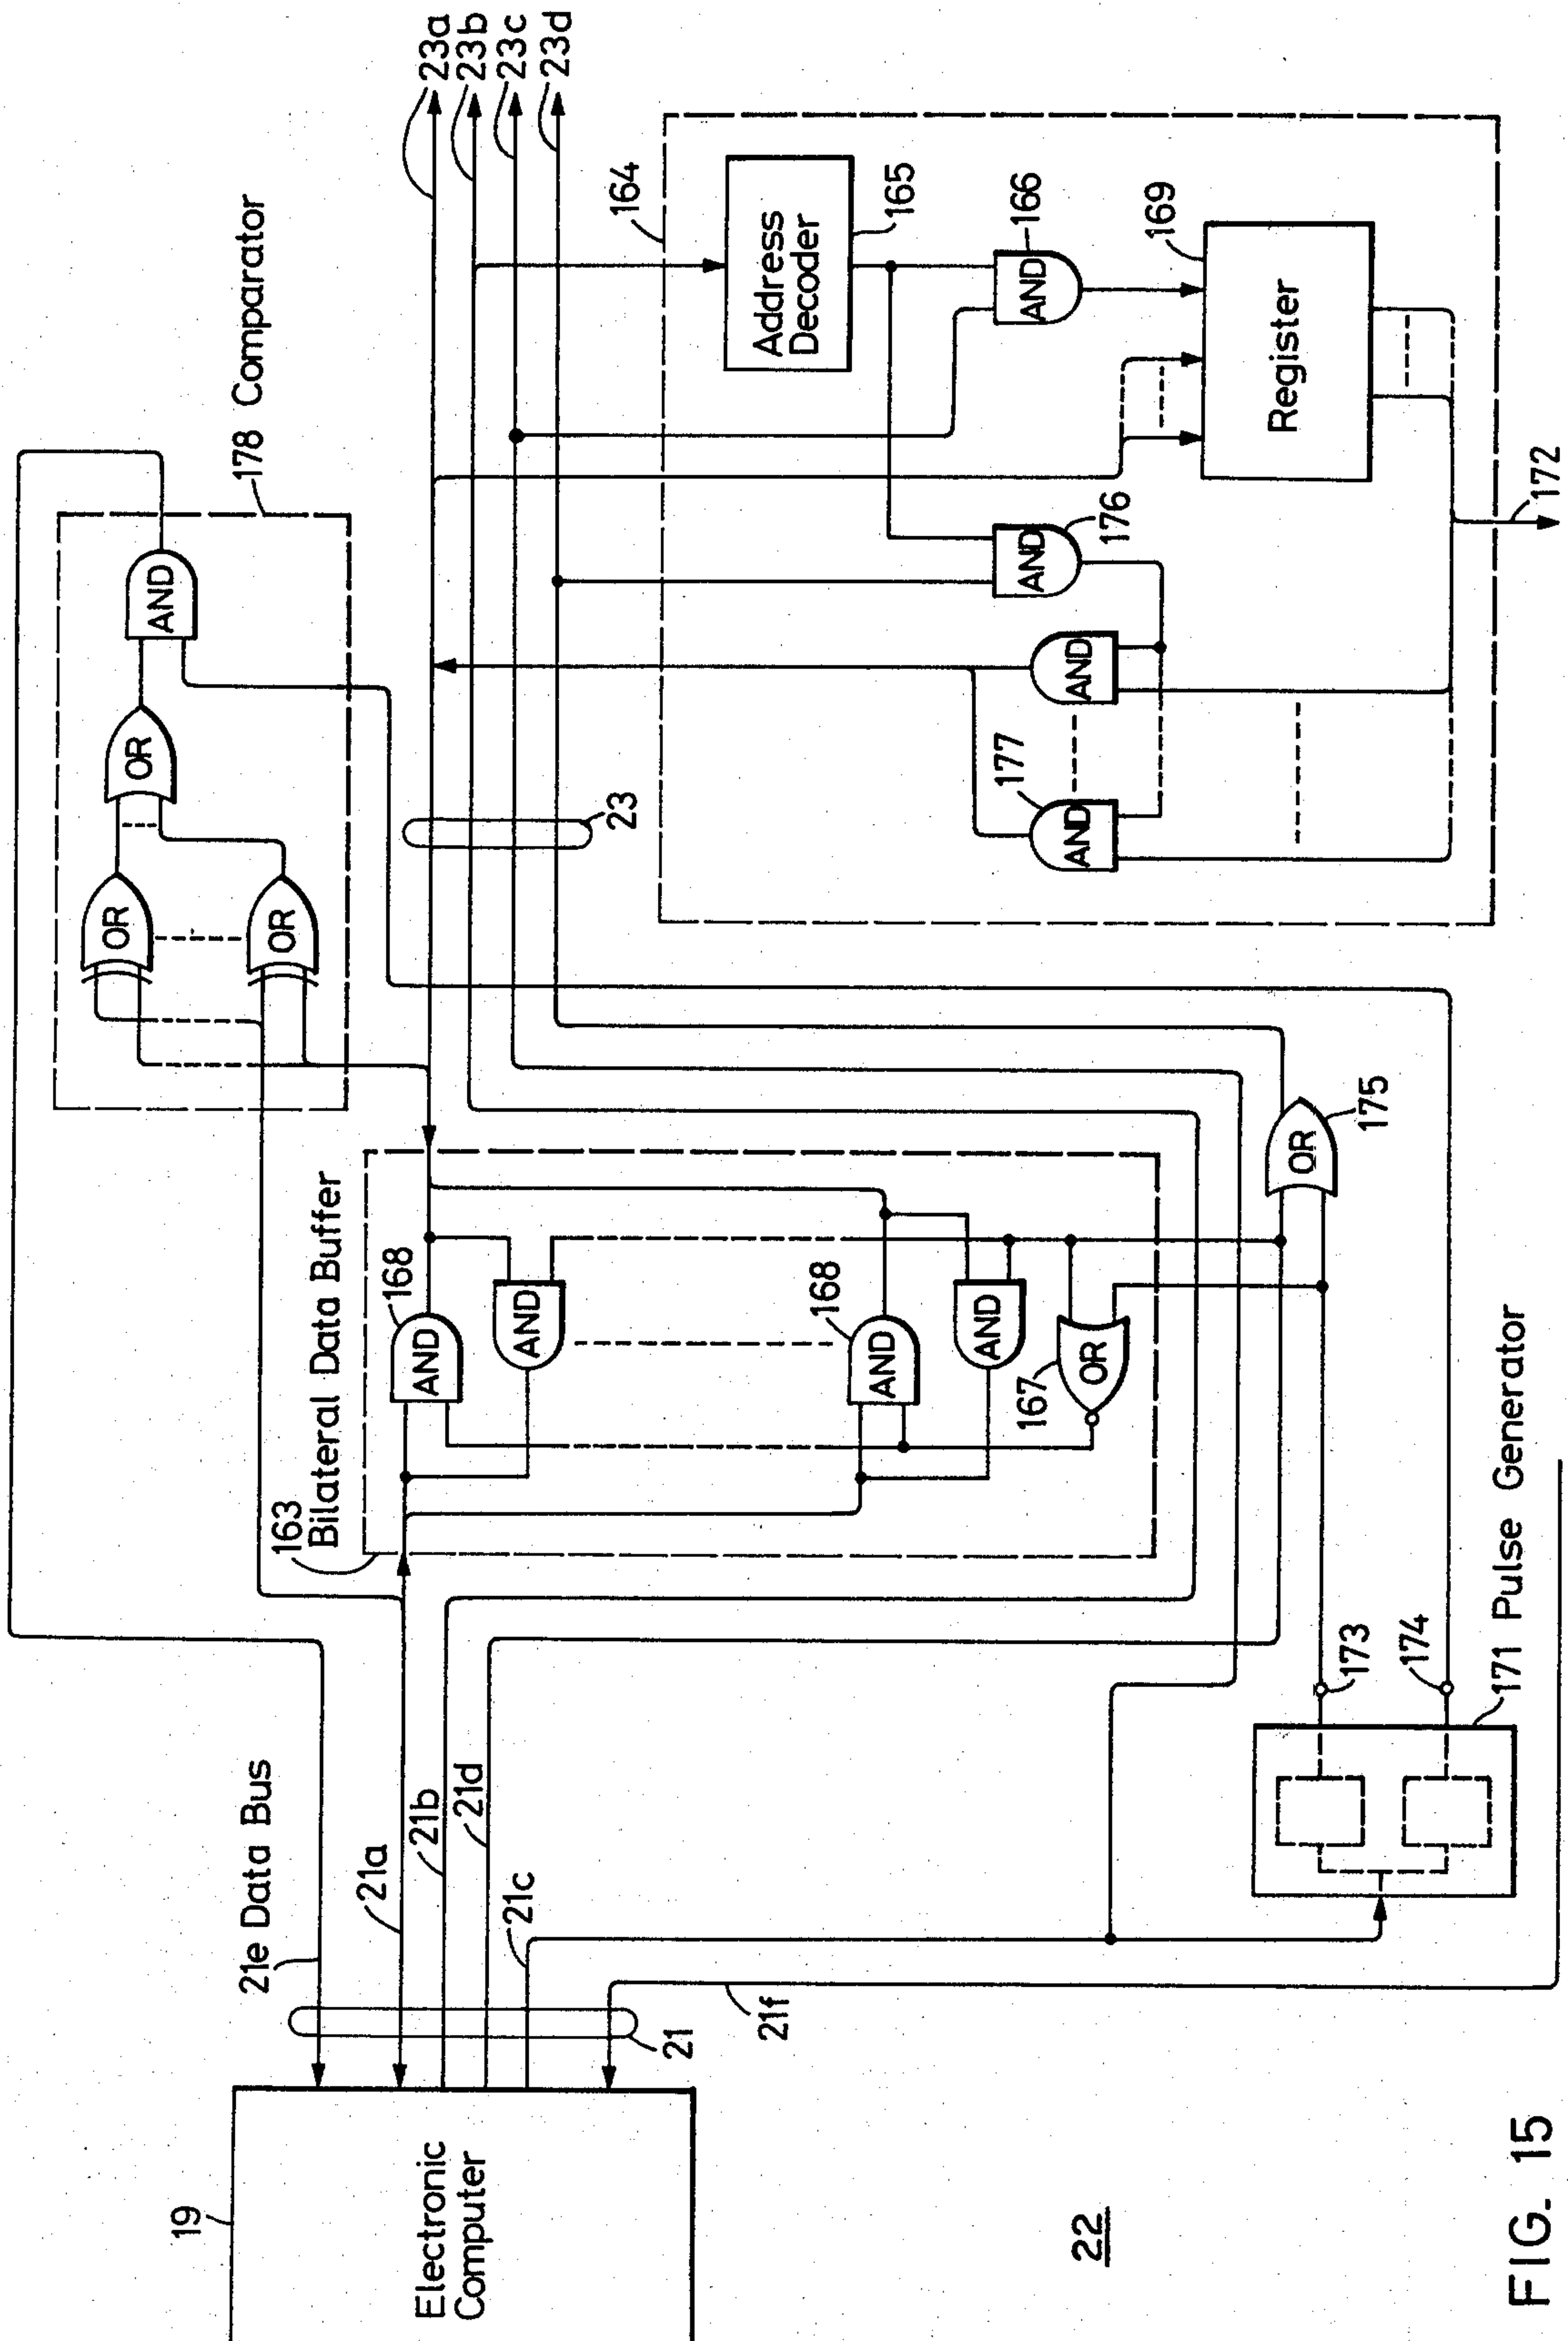 19
Electronic
Computer
21e Data Bus
21a
21b
21d
21c
21
21f
22
163
Bilateral Data Buffer
168
AND
AND
168
AND
AND
167
OR
OR
175
173
174
171 Pulse Generator
178 Comparator
OR
OR
OR
AND
23
23a
23b
23c
23d
164
Address
Decoder
165
AND
166
169
Register
AND
176
AND
177
AND
172
FIG. 15